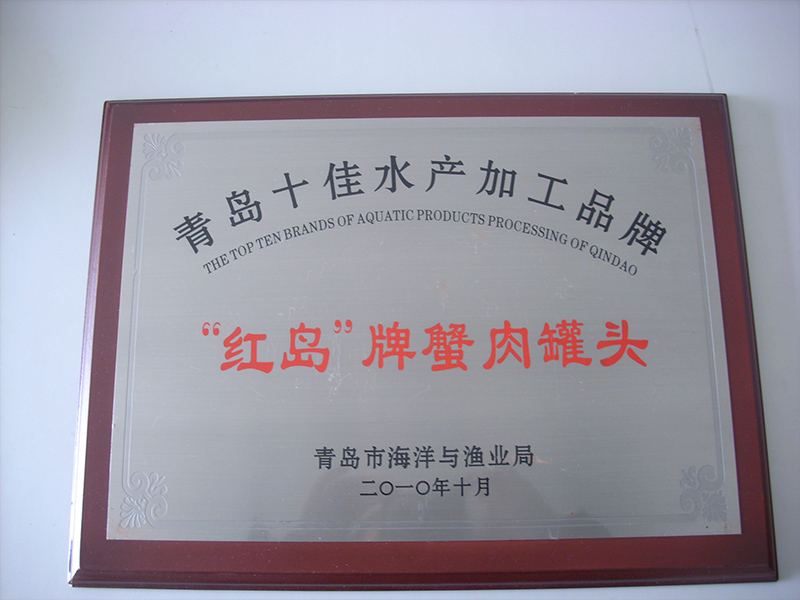 青岛十佳水产加工品牌
THE TOP TEN BRANDS OF AQUATIC PRODUCTS PROCESSING OF QINDAO
“红岛”牌蟹肉罐头
青岛市海洋与渔业局
二〇一〇年十月